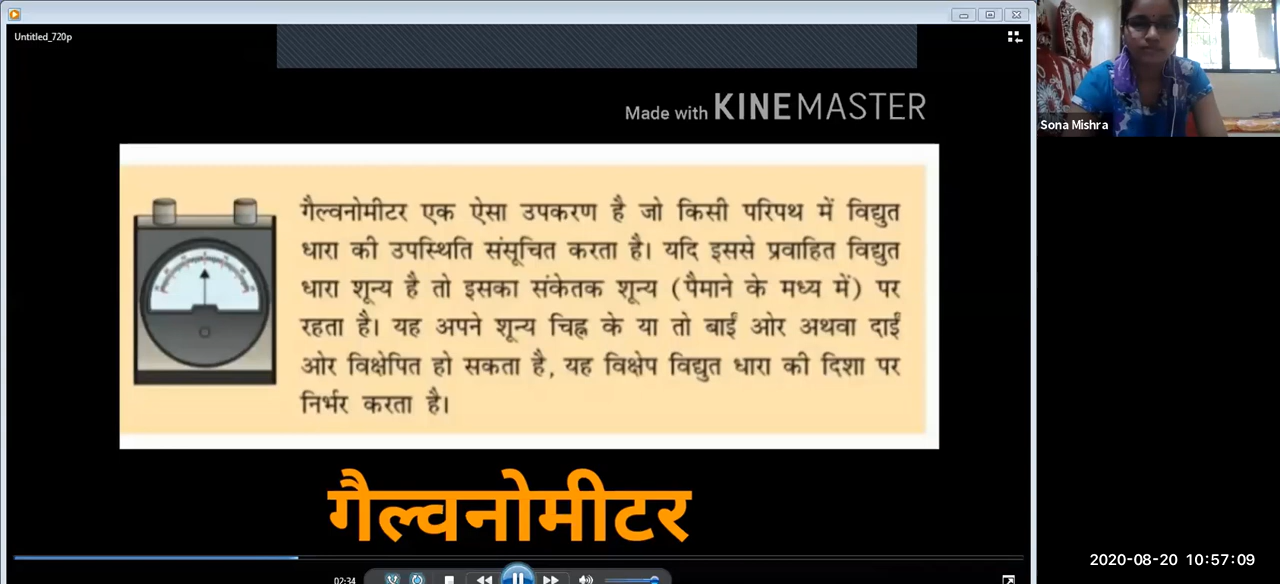 Untitled_720p
Made with KINEMASTER
Sona Mishra
गैल्वनोमीटर एक ऐसा उपकरण है जो किसी परिपथ में विद्युत
धारा की उपस्थिति संसूचित करता है। यदि इससे प्रवाहित विद्युत
धारा शून्य है तो इसका संकेतक शून्य (पैमाने के मध्य में) पर
रहता है। यह अपने शून्य चिह्न के या तो बाईं ओर अथवा दाईं
ओर विक्षेपित हो सकता है, यह विक्षेप विद्युत धारा की दिशा पर
निर्भर करता है।
गैल्वनोमीटर
02:34
2020-08-20 10:57:09